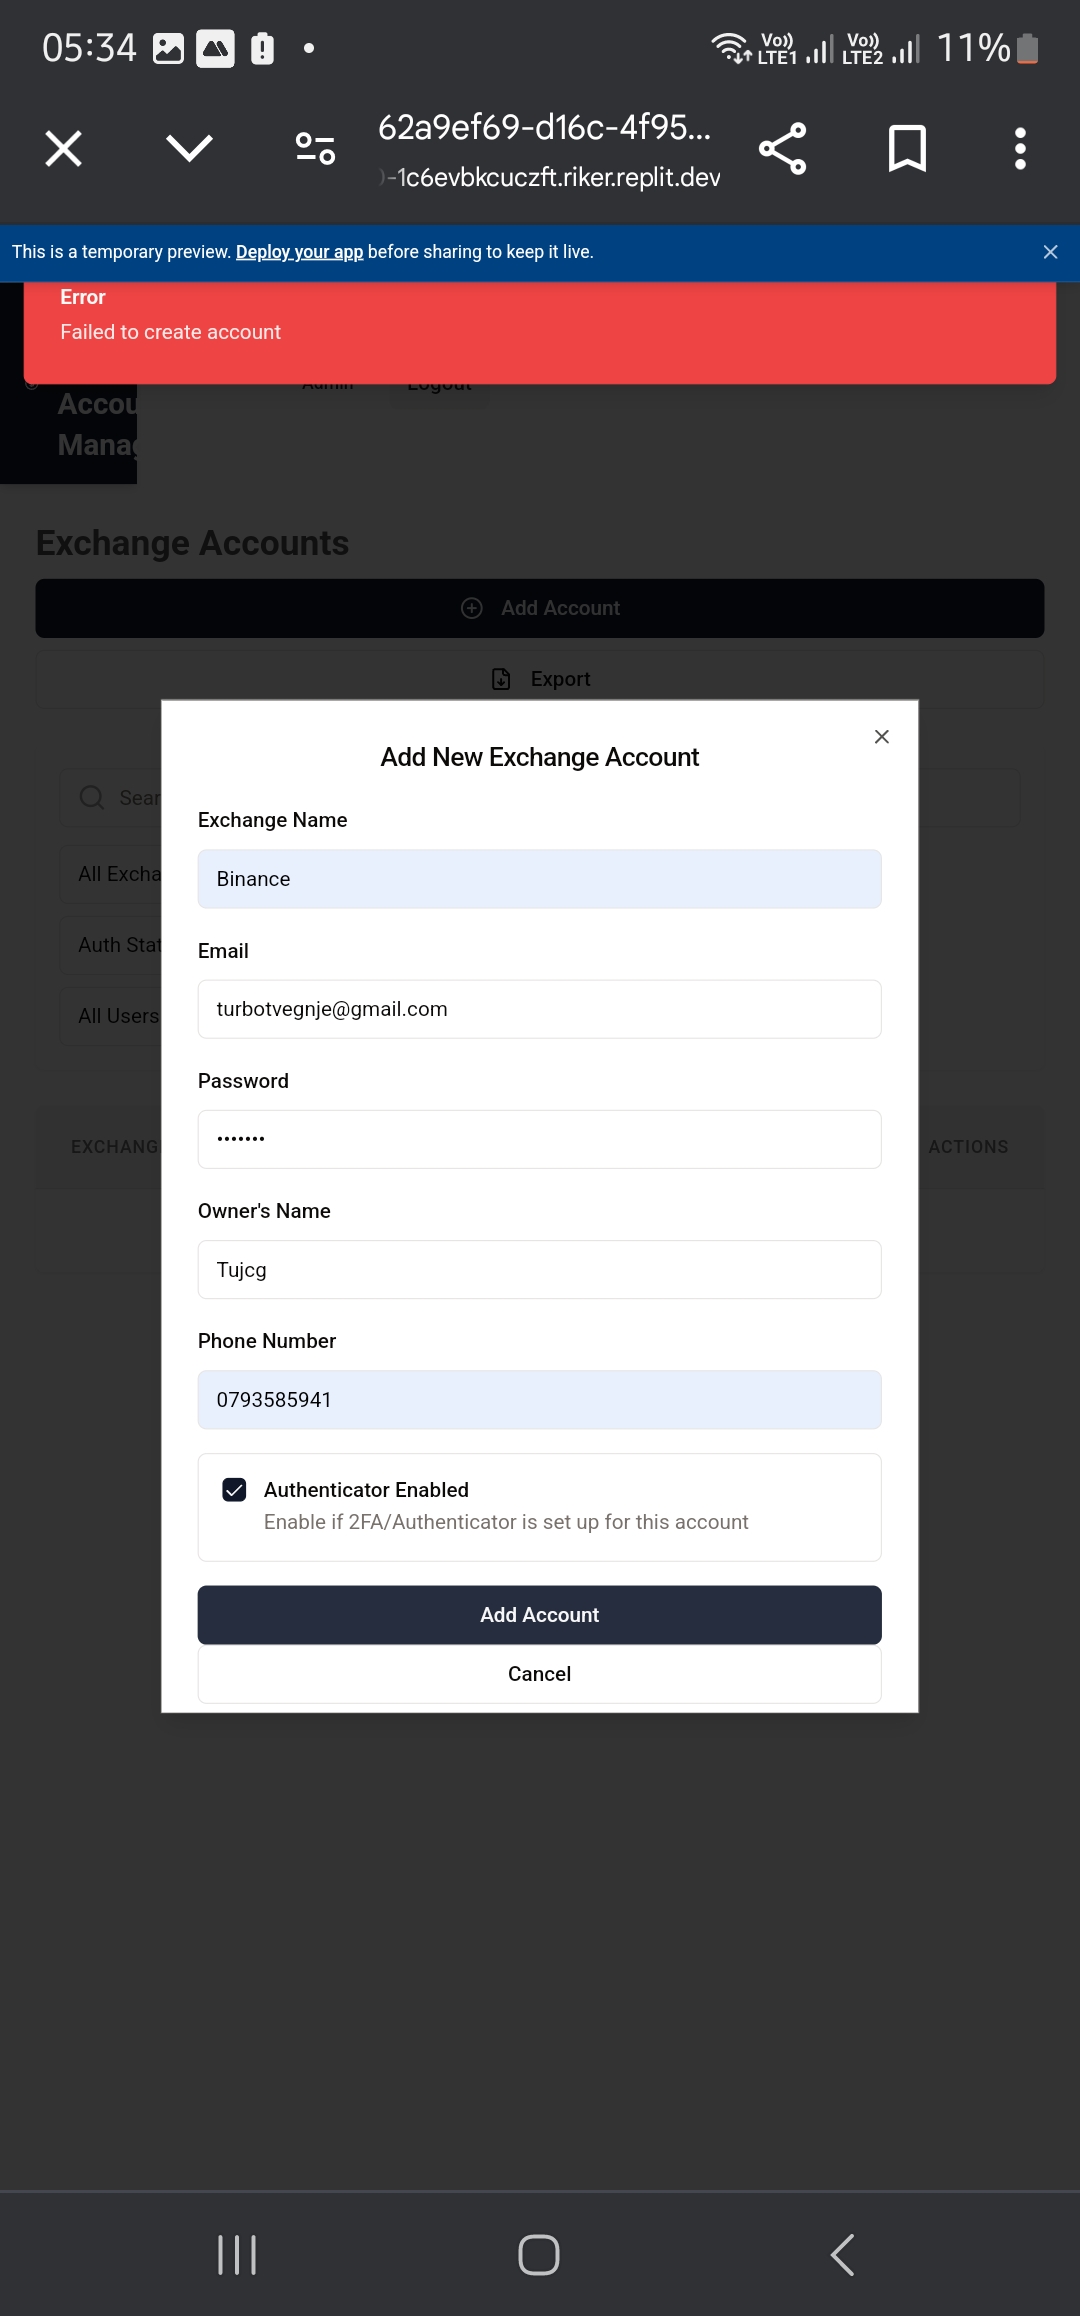 05:34
Vo)) LTE1 Vo)) LTE2 11%
62a9ef69-d16c-4f95...
)-1c6evbkcuczft.riker.replit.dev
This is a temporary preview. Deploy your app before sharing to keep it live.
Error
Failed to create account
Admin Logout
Accou
Manag
Exchange Accounts
Add Account
Export
Add New Exchange Account
Sear
Exchange Name
All Excha
Binance
Auth Stat
Email
All Users
turbotvegnje@gmail.com
Password
•••••••
EXCHANG ACTIONS
Owner's Name
Tujcg
Phone Number
0793585941
Authenticator Enabled
Enable if 2FA/Authenticator is set up for this account
Add Account
Cancel